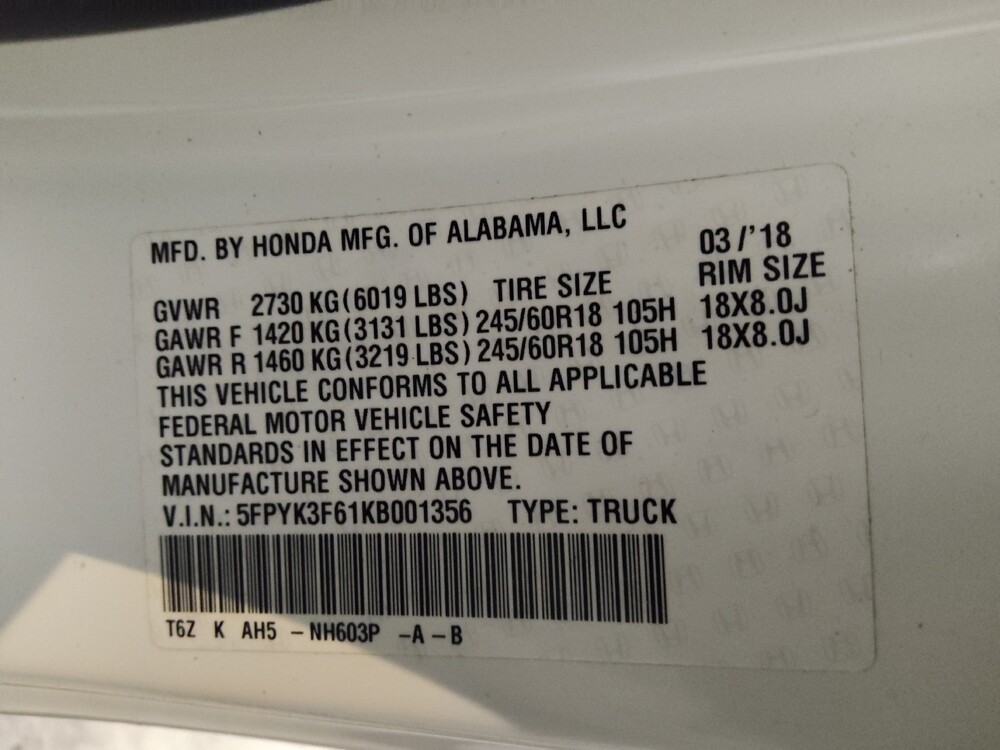 MFD. BY HONDA MFG. OF ALABAMA, LLC 03/'18
GVWR 2730 KG(6019 LBS) TIRE SIZE RIM SIZE
GAWR F 1420 KG(3131 LBS) 245/60R18 105H 18X8.0J
GAWR R 1460 KG(3219 LBS) 245/60R18 105H 18X8.0J
THIS VEHICLE CONFORMS TO ALL APPLICABLE
FEDERAL MOTOR VEHICLE SAFETY
STANDARDS IN EFFECT ON THE DATE OF
MANUFACTURE SHOWN ABOVE.
V.I.N.: 5FPYK3F61KB001356 TYPE: TRUCK
T6Z K AH5 - NH603P -A - B